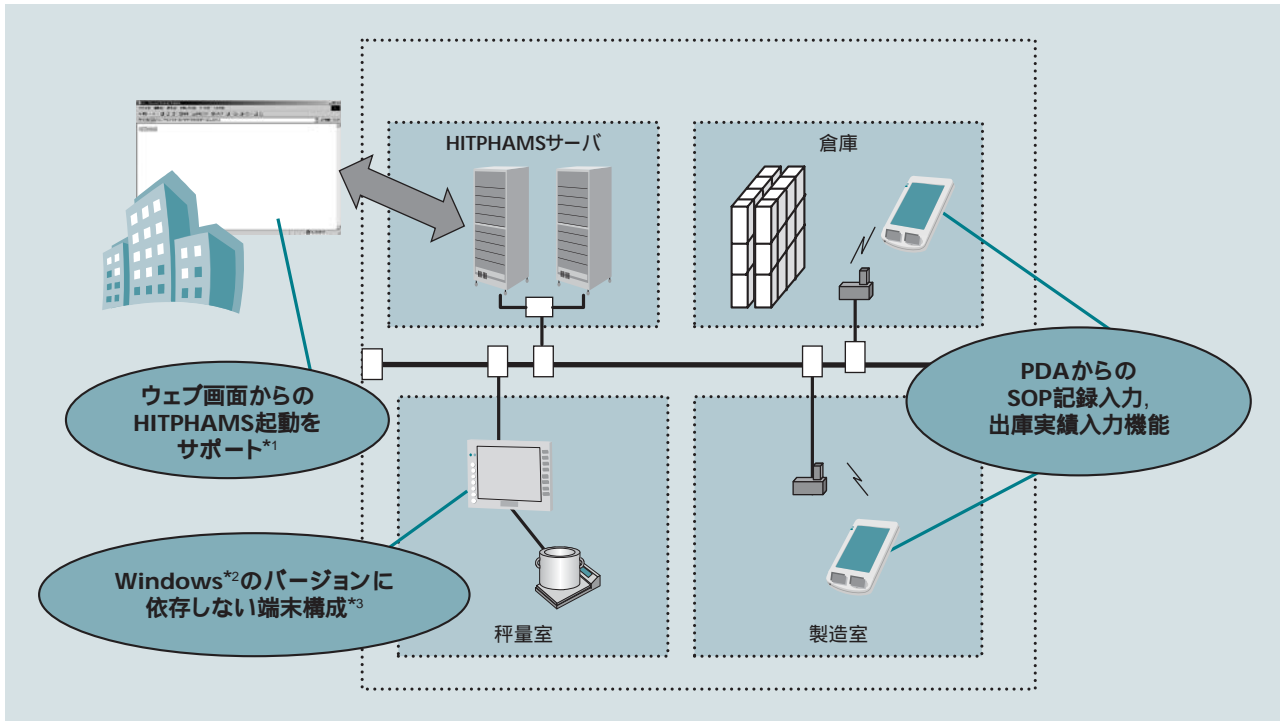 HITPHAMSサーバ
倉庫
ウェブ画面からの
HITPHAMS起動を
サポート*1
PDAからの
SOP記録入力,
出庫実績入力機能
Windows*2のバージョンに
依存しない端末構成*3
秤量室
製造室